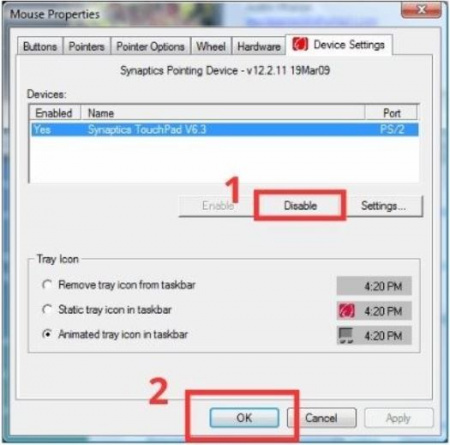 Mouse Properties
Buttons Pointers Pointer Options Wheel Hardware Device Settings
Synaptics Pointing Device - v12.2.11 19Mar09
Devices:
Enabled Name Port
Yes Synaptics TouchPad V6.3 PS/2
1
Enable Disable Settings...
Tray Icon
Remove tray icon from taskbar 4:20 PM
Static tray icon in taskbar 4:20 PM
Animated tray icon in taskbar 4:20 PM
2
OK Cancel Apply